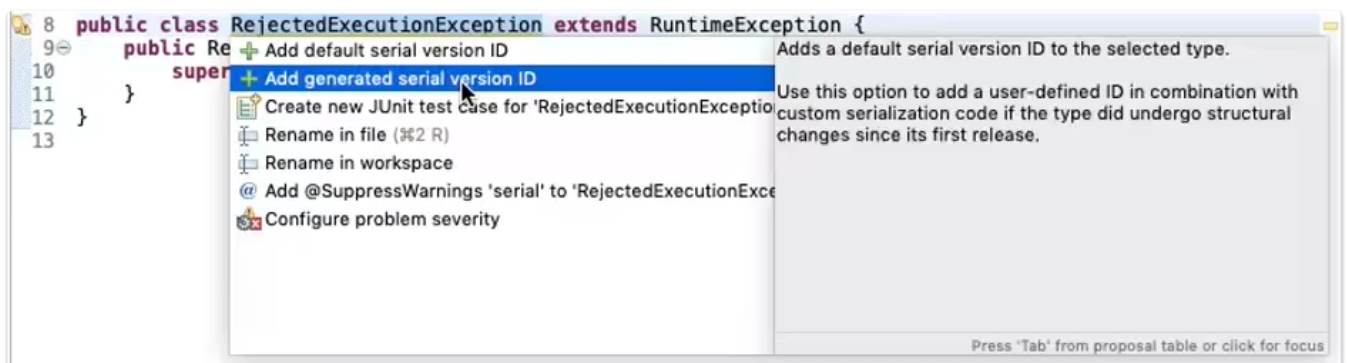 8 public class RejectedExecutionException extends RuntimeException {
9 public Re
10 super
11 }
12 }
13
Add default serial version ID
Add generated serial version ID
Create new JUnit test case for 'RejectedExecutionExceptio
Rename in file (⌘2 R)
Rename in workspace
@ Add @SuppressWarnings 'serial' to 'RejectedExecutionExce
Configure problem severity
Adds a default serial version ID to the selected type.
Use this option to add a user-defined ID in combination with
custom serialization code if the type did undergo structural
changes since its first release.
Press 'Tab' from proposal table or click for focus